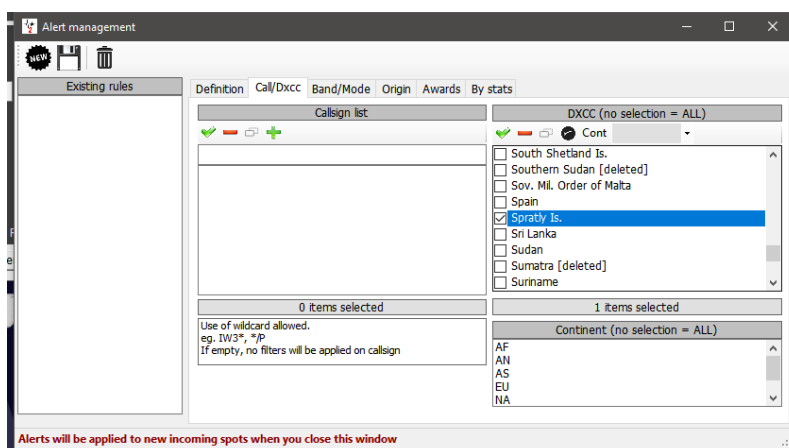 Alert management
NEW
Existing rules
Definition Call/Dxcc Band/Mode Origin Awards By stats
Callsign list
DXCC (no selection = ALL)
Cont
South Shetland Is.
Southern Sudan [deleted]
Sov. Mil. Order of Malta
Spain
Spratly Is.
Sri Lanka
Sudan
Sumatra [deleted]
Suriname
0 items selected
1 items selected
Use of wildcard allowed.
eg. IW3*, */P
If empty, no filters will be applied on callsign
Continent (no selection = ALL)
AF
AN
AS
EU
NA
Alerts will be applied to new incoming spots when you close this window